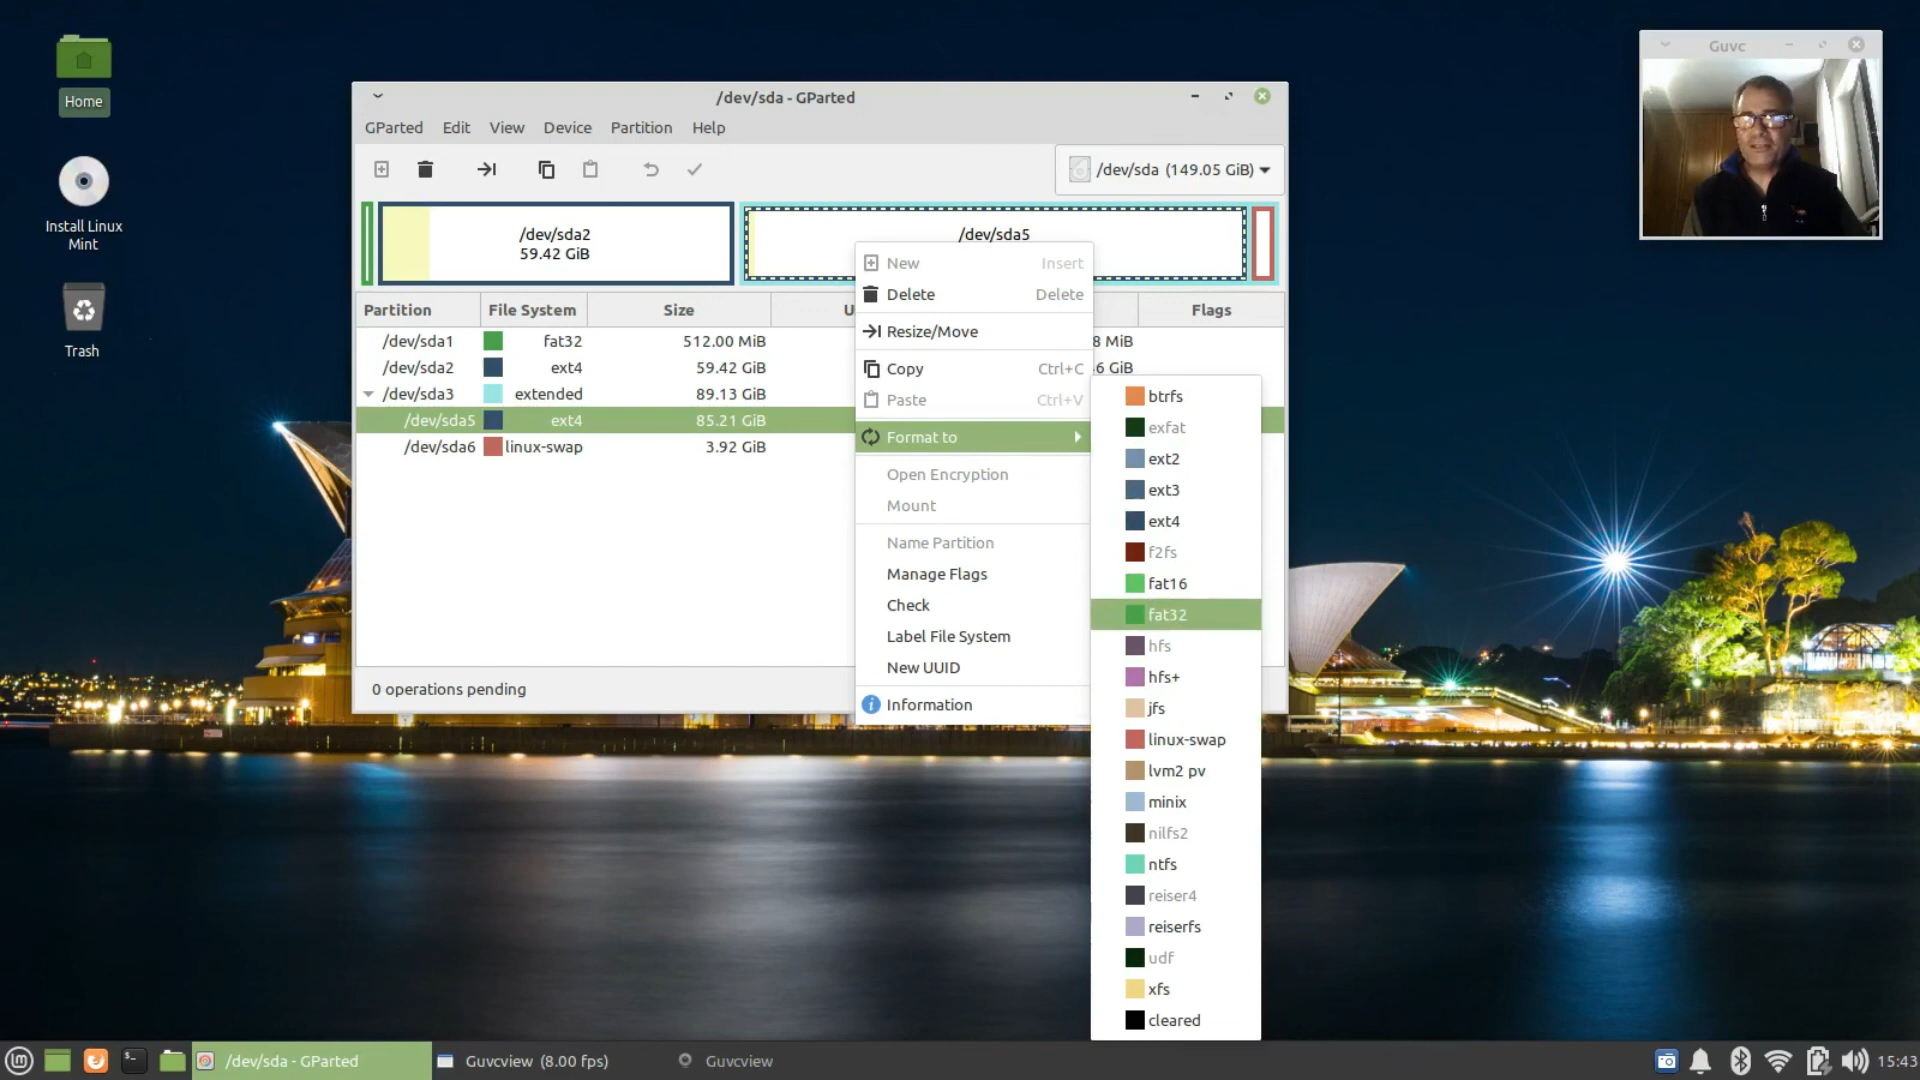 Home
Install Linux
Mint
Trash
/dev/sda - GParted
GParted Edit View Device Partition Help
/dev/sda (149.05 GiB)
/dev/sda2
59.42 GiB
/dev/sda5
Partition File System Size U Flags
/dev/sda1 fat32 512.00 MiB 8 MiB
/dev/sda2 ext4 59.42 GiB 6 GiB
/dev/sda3 extended 89.13 GiB
/dev/sda5 ext4 85.21 GiB
/dev/sda6 linux-swap 3.92 GiB
0 operations pending
New Insert
Delete Delete
Resize/Move
Copy Ctrl+C
Paste Ctrl+V
Format to
Open Encryption
Mount
Name Partition
Manage Flags
Check
Label File System
New UUID
Information
btrfs
exfat
ext2
ext3
ext4
f2fs
fat16
fat32
hfs
hfs+
jfs
linux-swap
lvm2 pv
minix
nilfs2
ntfs
reiser4
reiserfs
udf
xfs
cleared
Guvc
/dev/sda - GParted
Guvcview (8.00 fps)
Guvcview
15:43